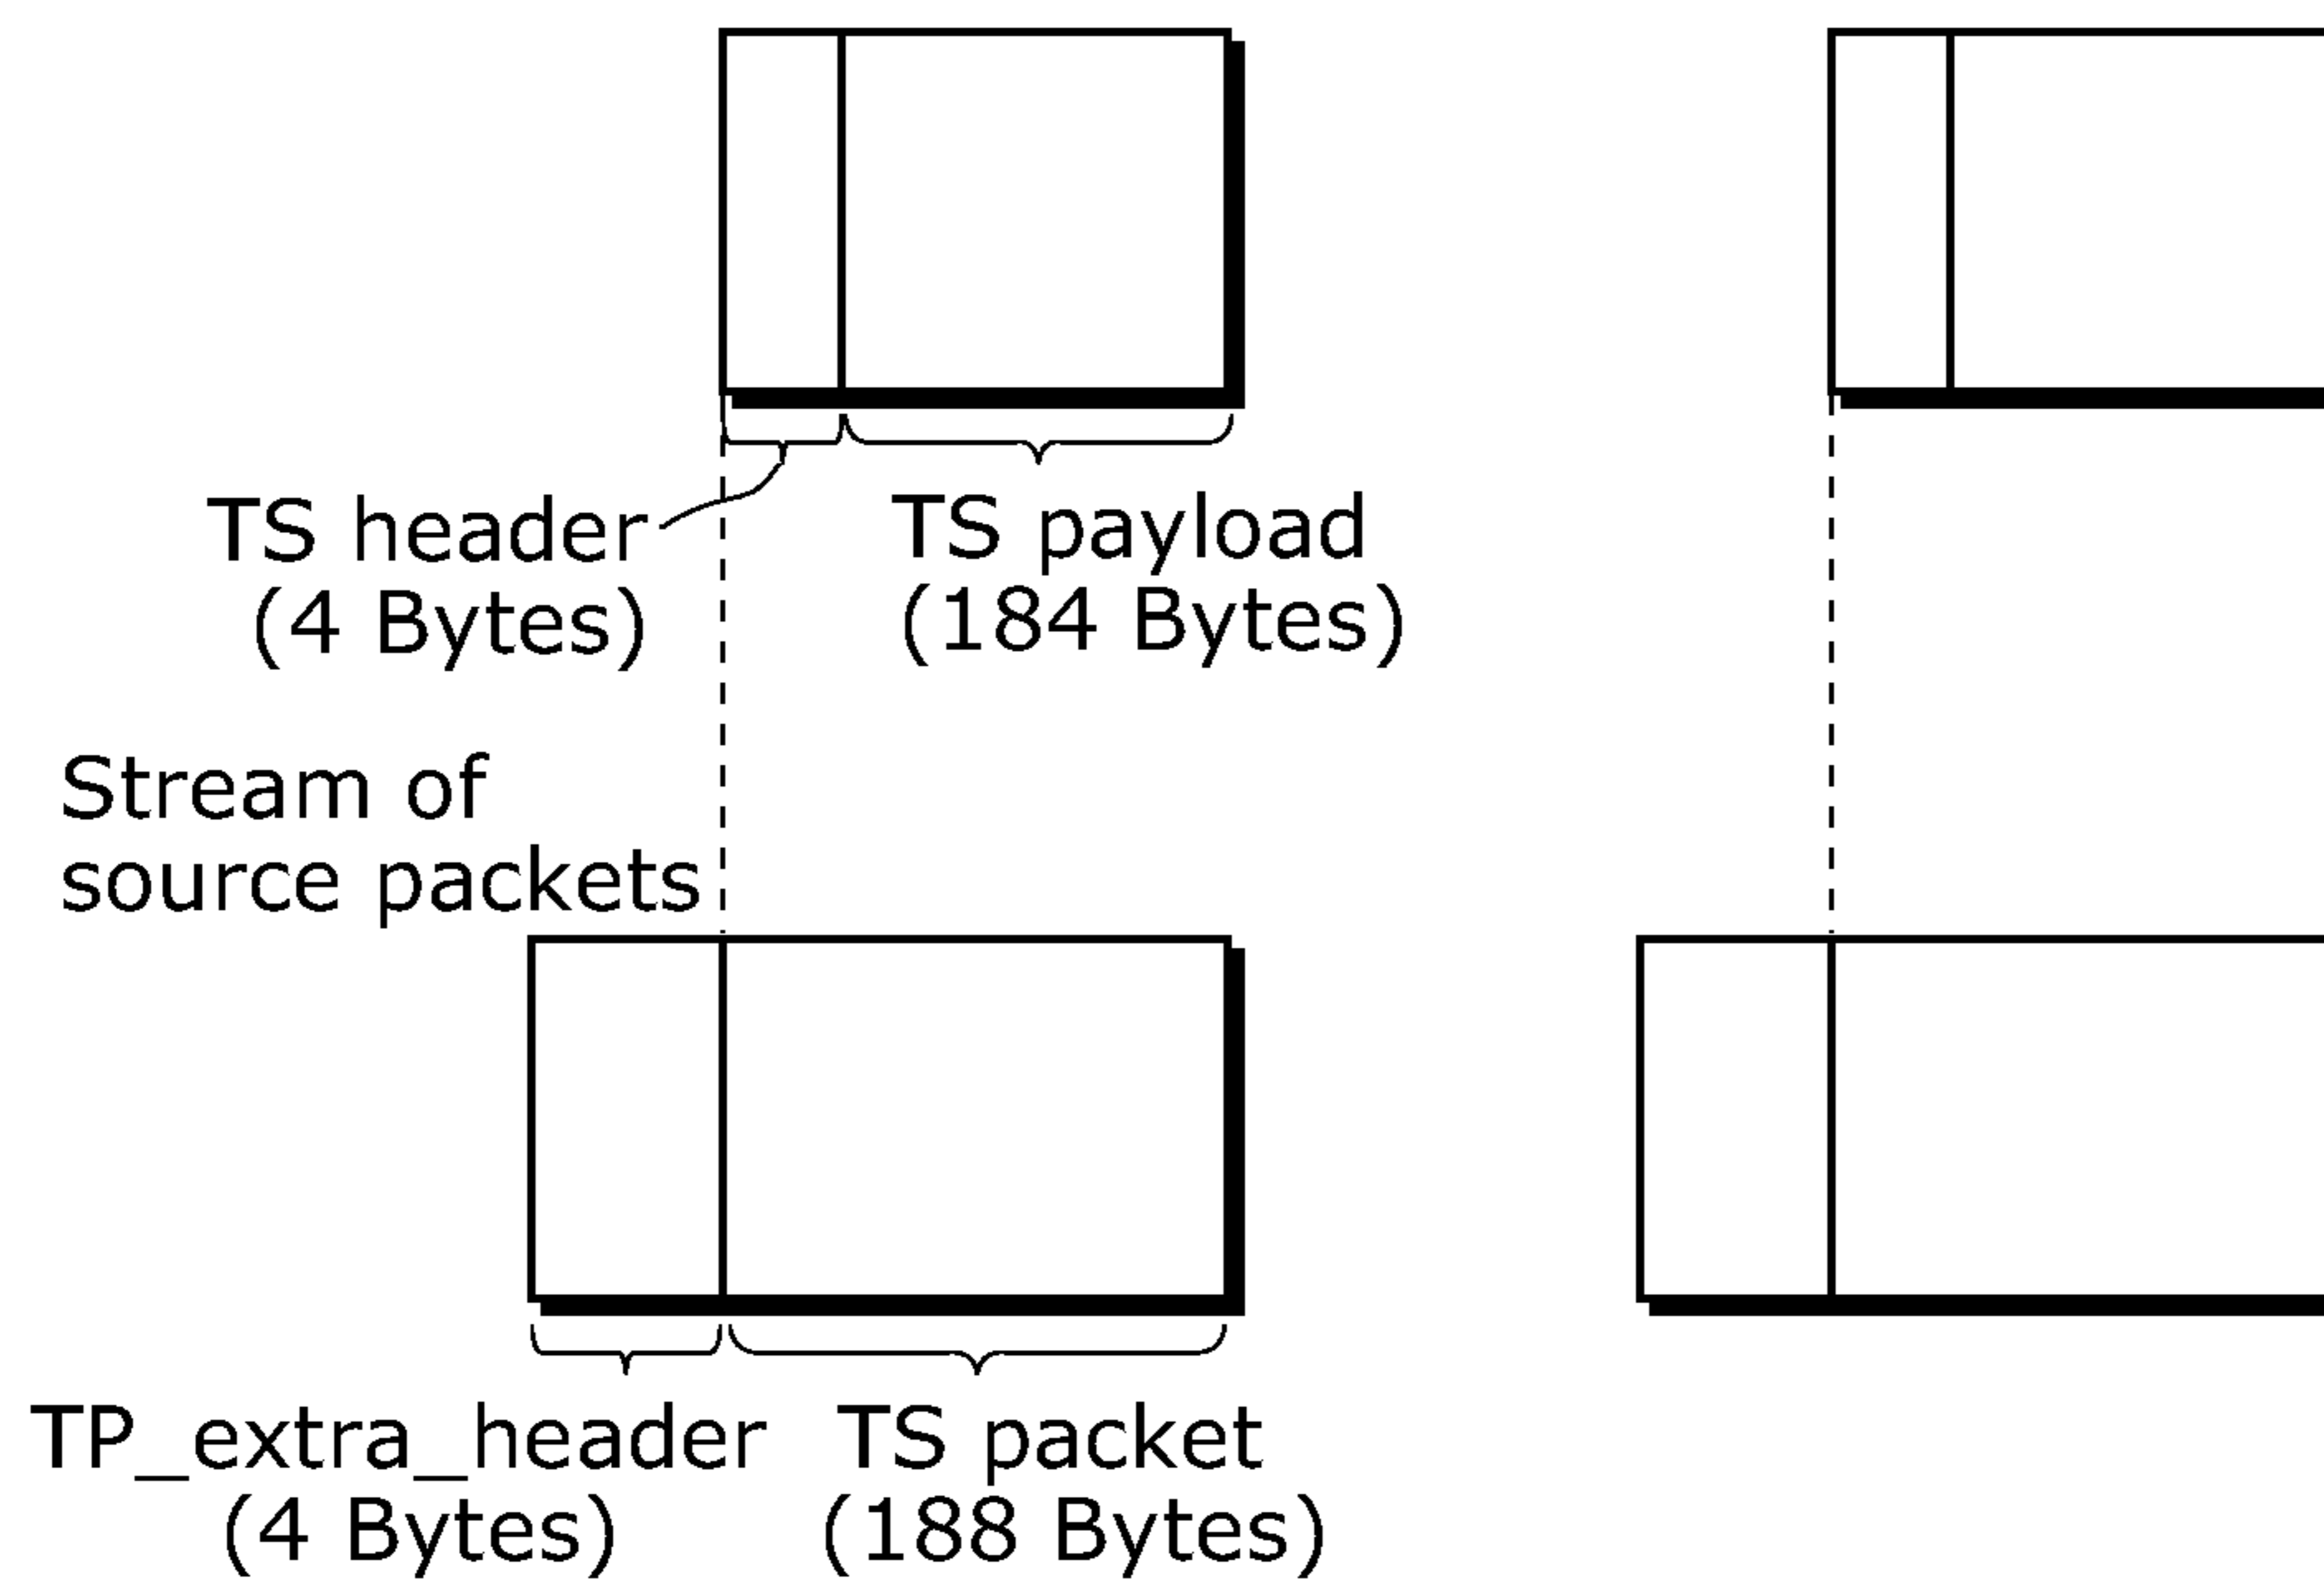 TS header
(4 Bytes)
TS payload
(184 Bytes)
Stream of
source packets
TP_extra_header
(4 Bytes)
TS packet
(188 Bytes)